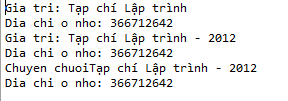 Gia tri: Tạp chí Lập trình
Dia chi o nho: 366712642
Gia tri: Tạp chí Lập trình - 2012
Dia chi o nho: 366712642
Chuyen chuoiTạp chí Lập trình - 2012
Dia chi o nho: 366712642